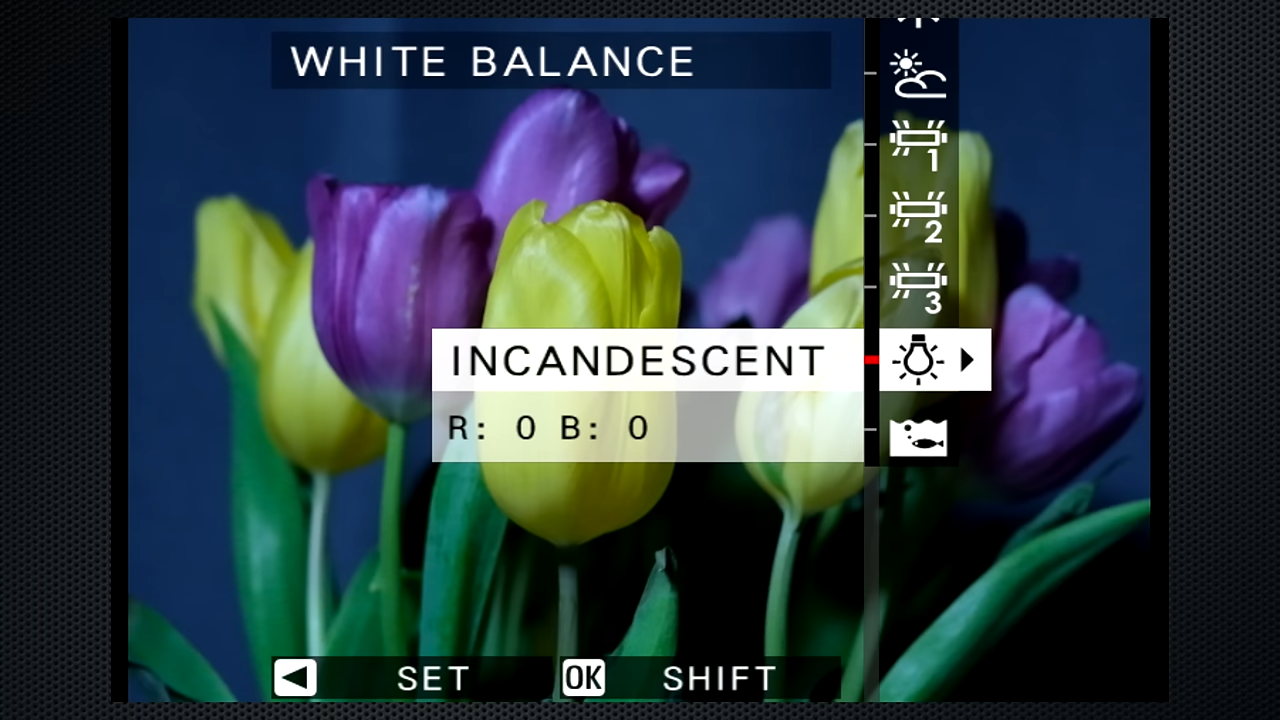 WHITE BALANCE
1
2
3
INCANDESCENT
R: 0 B: 0
SET
OK SHIFT